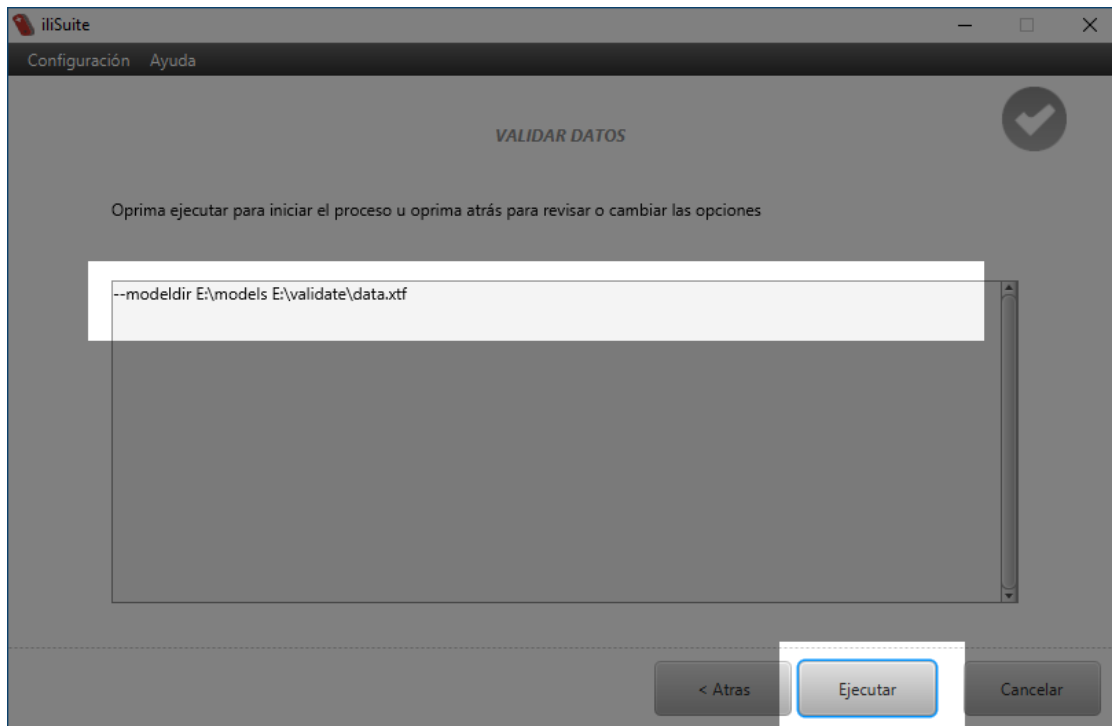 iliSuite
Configuración Ayuda
VALIDAR DATOS
Oprima ejecutar para iniciar el proceso u oprima atrás para revisar o cambiar las opciones
--modeldir E:\models E:\validate\data.xtf
< Atras Ejecutar Cancelar